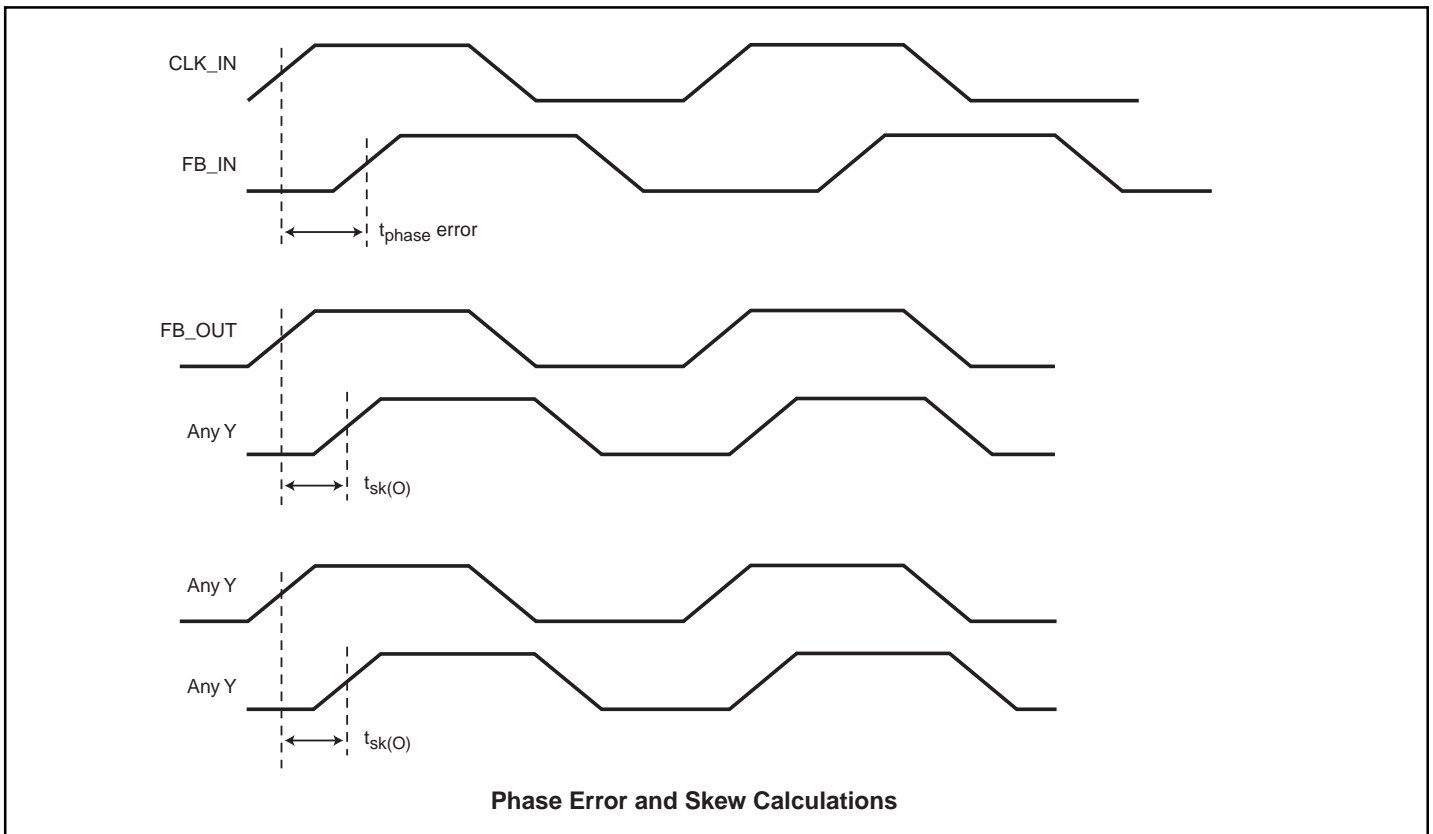 CLK_IN
FB_IN
tphase error
FB_OUT
Any Y
tsk(O)
Any Y
Any Y
tsk(O)
Phase Error and Skew Calculations